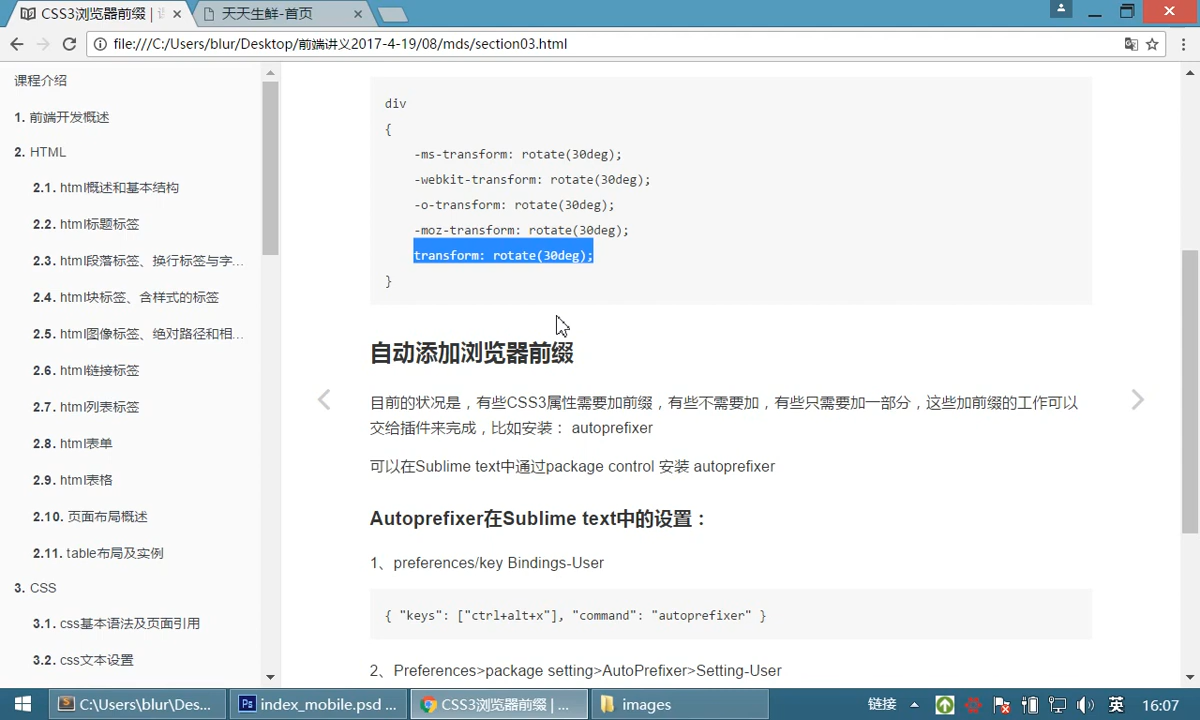 CSS3浏览器前缀 |
天天生鲜-首页
file:///C:/Users/blur/Desktop/前端讲义2017-4-19/08/mds/section03.html
课程介绍
1. 前端开发概述
2. HTML
2.1. html概述和基本结构
2.2. html标题标签
2.3. html段落标签、换行标签与字...
2.4. html块标签、含样式的标签
2.5. html图像标签、绝对路径和相...
2.6. html链接标签
2.7. html列表标签
2.8. html表单
2.9. html表格
2.10. 页面布局概述
2.11. table布局及实例
3. CSS
3.1. css基本语法及页面引用
3.2. css文本设置
div
{
-ms-transform: rotate(30deg);
-webkit-transform: rotate(30deg);
-o-transform: rotate(30deg);
-moz-transform: rotate(30deg);
transform: rotate(30deg);
}
自动添加浏览器前缀
目前的状况是，有些CSS3属性需要加前缀，有些不需要加，有些只需要加一部分，这些加前缀的工作可以
交给插件来完成，比如安装： autoprefixer
可以在Sublime text中通过package control 安装 autoprefixer
Autoprefixer在Sublime text中的设置：
1、preferences/key Bindings-User
{ "keys": ["ctrl+alt+x"], "command": "autoprefixer" }
2、Preferences>package setting>AutoPrefixer>Setting-User
C:\Users\blur\Des...
Ps index_mobile.psd ...
CSS3浏览器前缀 | ...
images
链接
英
16:07